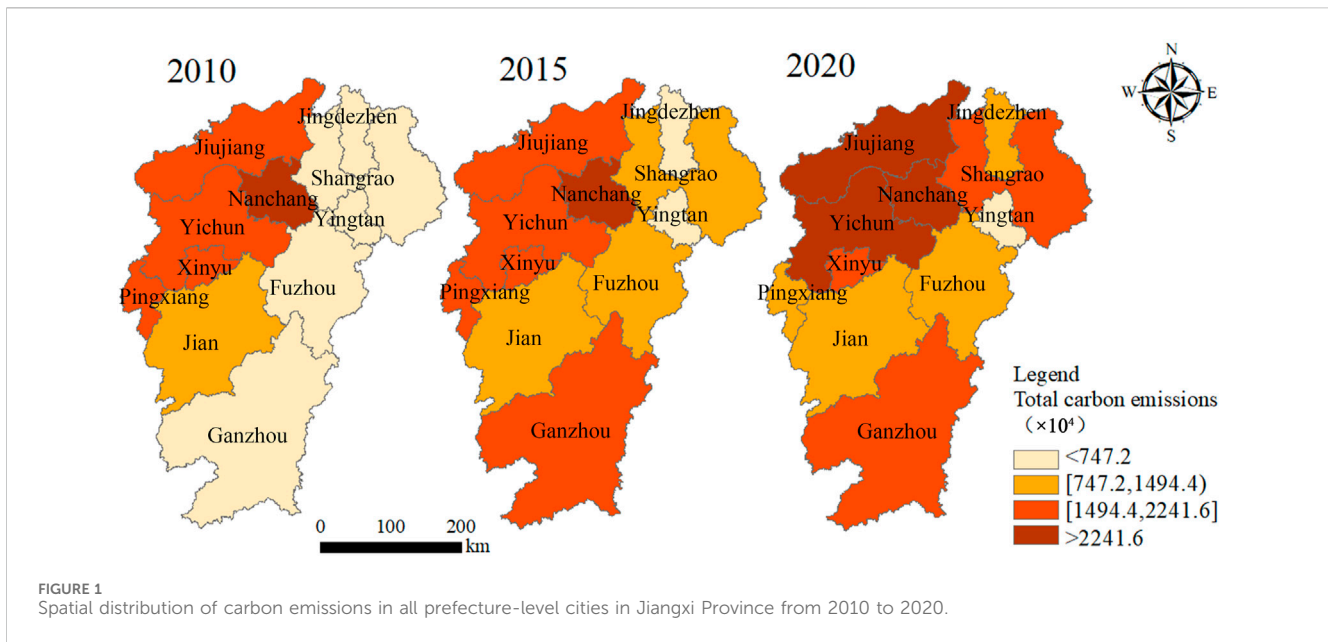 2010
Jingdezhen
Jiujiang
Shangrao
Nanchang
Yingtan
Yichun
Xinyu
Fuzhou
Pingxiang
Jian
Ganzhou
2015
Jingdezhen
Jiujiang
Shangrao
Nanchang
Yingtan
Yichun
Xinyu
Fuzhou
Pingxiang
Jian
Ganzhou
2020
Jingdezhen
Jiujiang
Shangrao
Nanchang
Yingtan
Yichun
Xinyu
Fuzhou
Pingxiang
Jian
Ganzhou
N
W E
S
0 100 200
km
Legend
Total carbon emissions
（×10⁴）
<747.2
[747.2,1494.4)
[1494.4,2241.6]
>2241.6
FIGURE 1
Spatial distribution of carbon emissions in all prefecture-level cities in Jiangxi Province from 2010 to 2020.